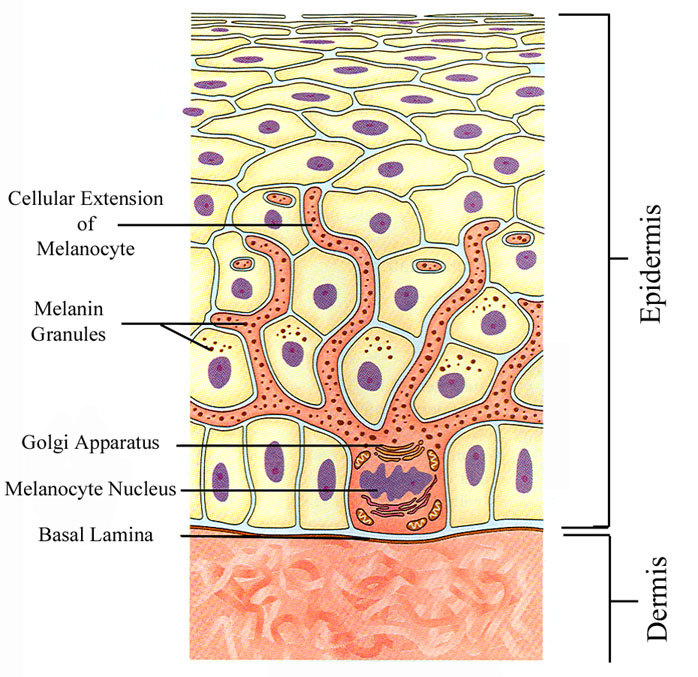 Cellular Extension
of
Melanocyte
Melanin
Granules
Golgi Apparatus
Melanocyte Nucleus
Basal Lamina
Epidermis
Dermis